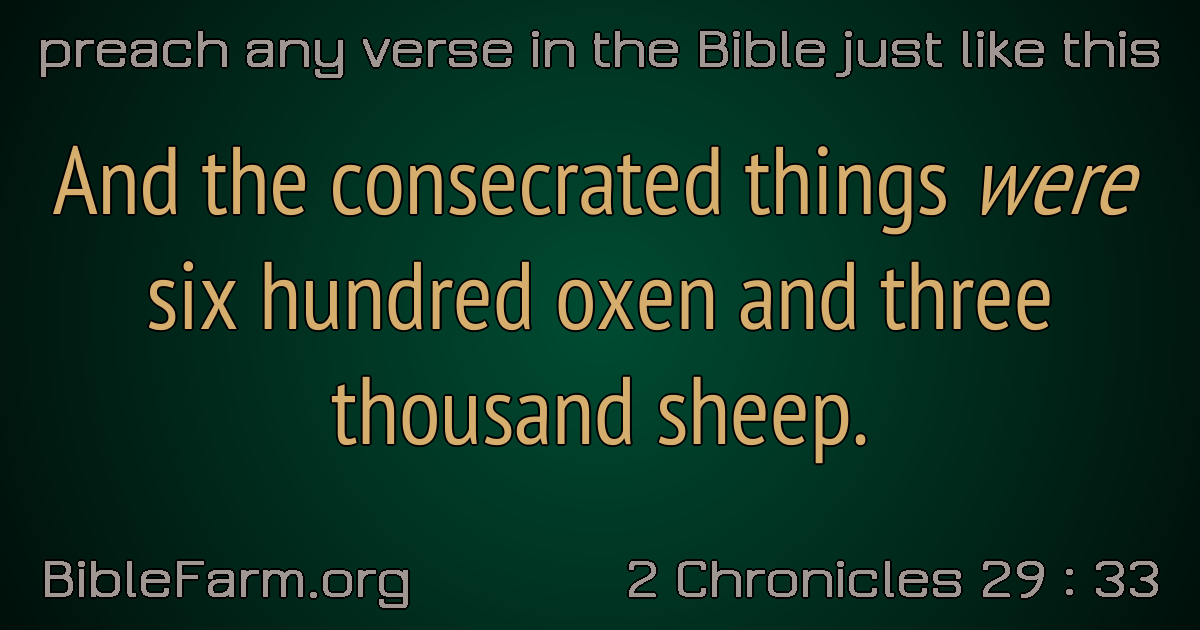 preach any verse in the Bible just like this
And the consecrated things were
six hundred oxen and three
thousand sheep.
BibleFarm.org
2 Chronicles 29 : 33